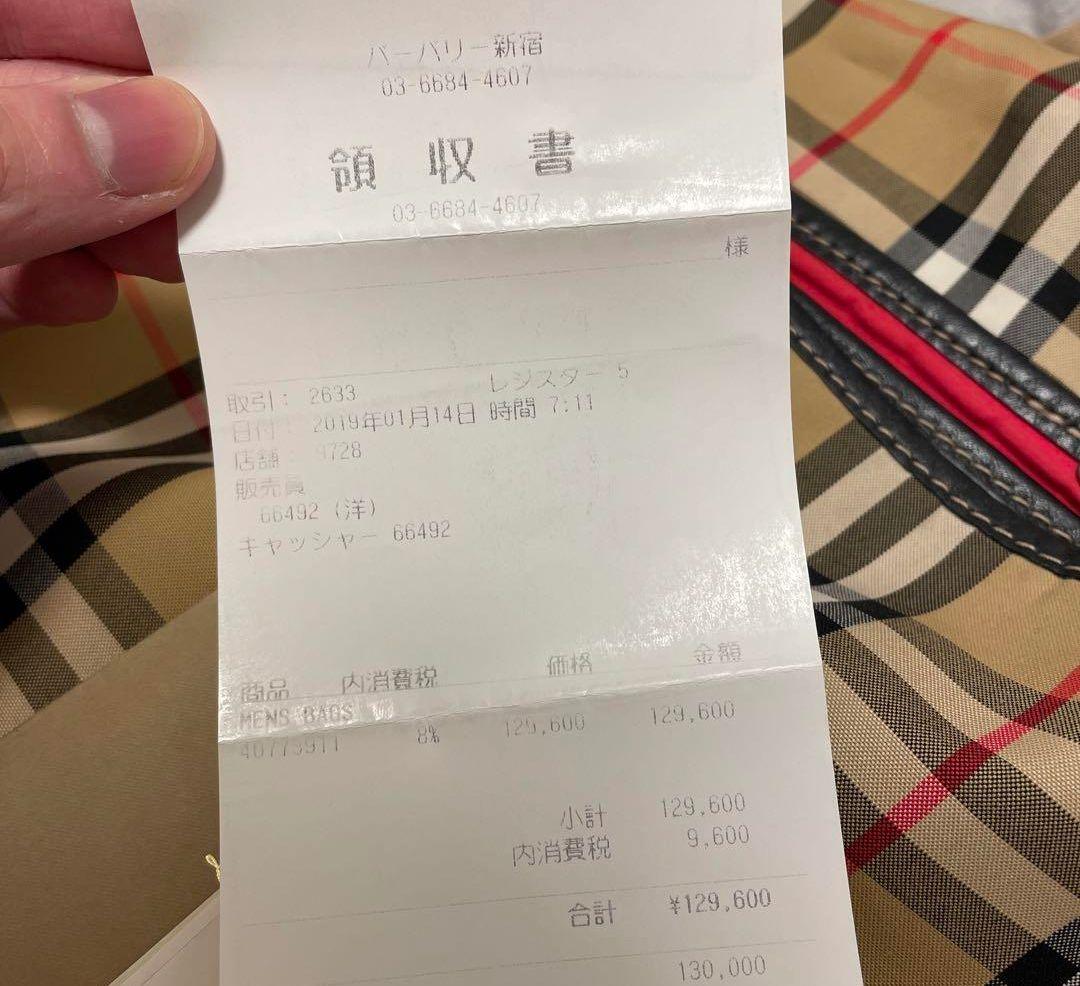 バーバリー新宿
03-6684-4607
領 収 書
03-6684-4607
様
取引: 2633 レジスター 5
日付: 2019年01月14日 時間 7:11
店舗: 9728
販売員
66492 (洋)
キャッシャー 66492
商品 内消費税 価格 金額
MENS BAGS
40775911 8% 129,600 129,600
小計 129,600
内消費税 9,600
合計 ¥129,600
130,000